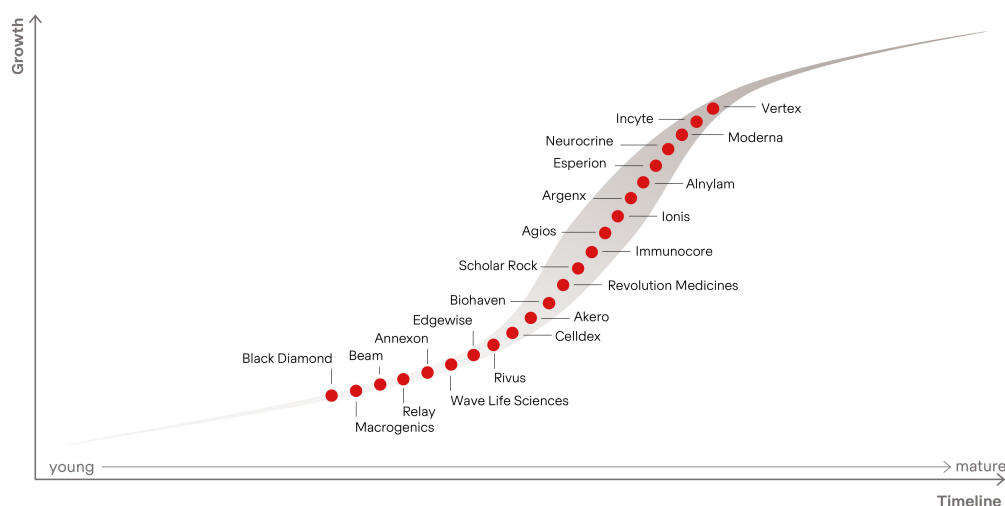 Growth
Vertex
Incyte
Moderna
Neurocrine
Esperion
Alnylam
Argenx
Ionis
Agios
Immunocore
Scholar Rock
Revolution Medicines
Biohaven
Akero
Edgewise
Celldex
Annexon
Black Diamond
Beam
Rivus
Wave Life Sciences
Relay
Macrogenics
young
mature
Timeline